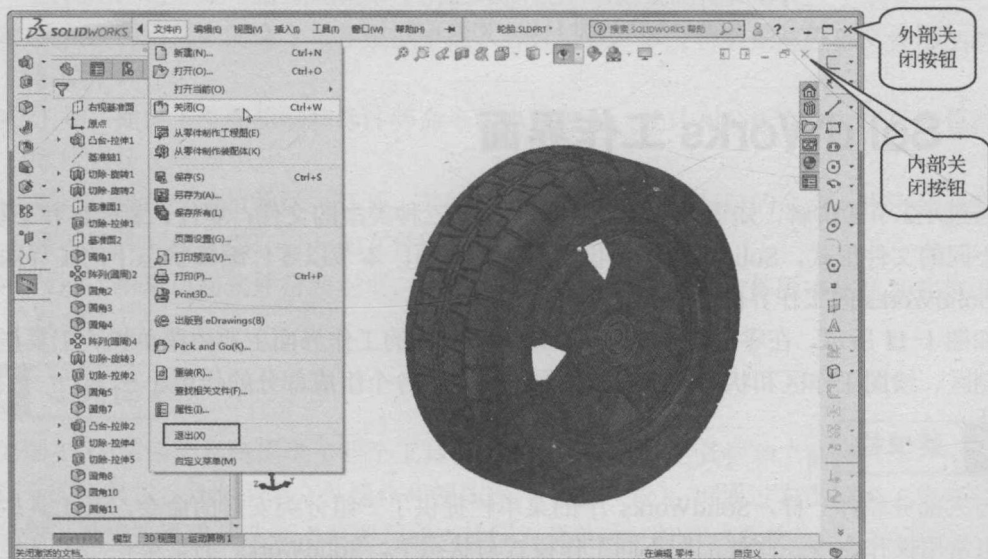 SOLIDWORKS
文件(F) 编辑(E) 视图(V) 插入(I) 工具(T) 窗口(W) 帮助(H)
轮胎.SLDPRT *
搜索 SOLIDWORKS 帮助
外部关闭按钮
内部关闭按钮
新建(N)... Ctrl+N
打开(O)... Ctrl+O
打开当前(O)
关闭(C) Ctrl+W
从零件制作工程图(E)
从零件制作装配体(K)
保存(S) Ctrl+S
另存为(A)...
保存所有(L)
页面设置(G)...
打印预览(V)...
打印(P)... Ctrl+P
Print3D...
出版到 eDrawings(B)
Pack and Go(K)...
重装(R)...
查找相关文件(F)...
属性(I)...
退出(X)
自定义菜单(M)
右视基准面
原点
凸台-拉伸1
基准轴1
切除-旋转1
切除-旋转2
基准面1
切除-拉伸1
基准面2
圆角1
阵列(圆周)2
圆角2
圆角3
圆角4
阵列(圆周)4
切除-旋转3
切除-拉伸2
圆角5
圆角7
凸台-拉伸2
切除-拉伸4
切除-拉伸5
圆角8
圆角10
圆角11
模型 3D 视图 运动算例1
关闭激活的文档。
在编辑 零件
自定义